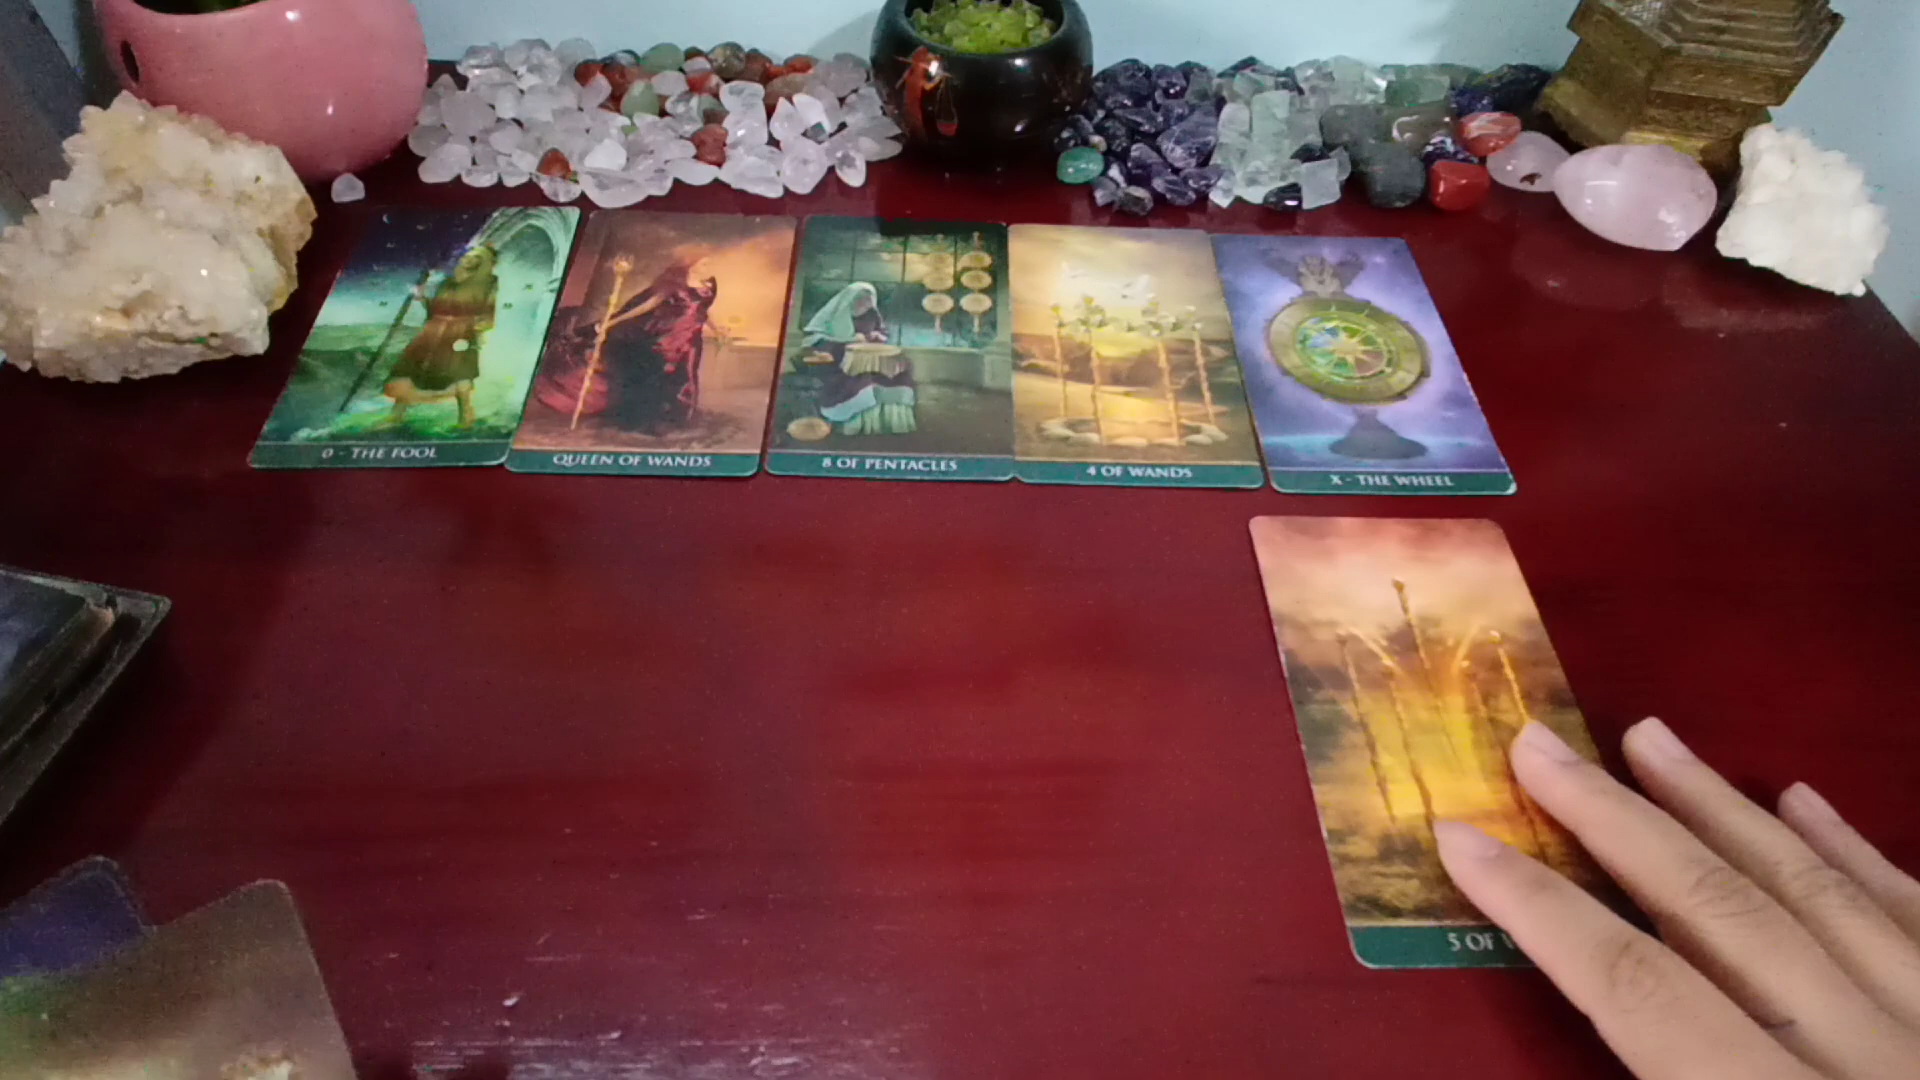 0 - THE FOOL
QUEEN OF WANDS
8 OF PENTACLES
4 OF WANDS
X - THE WHEEL
5 OF